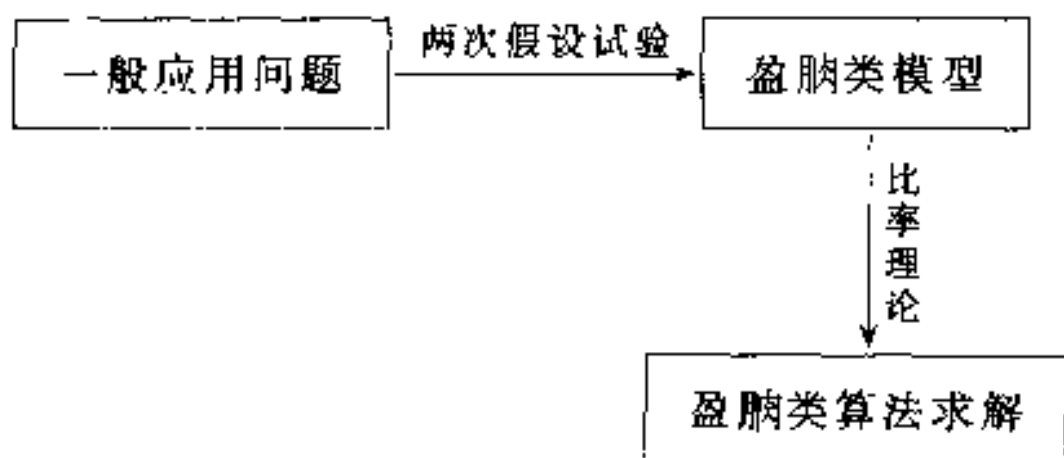 一般应用问题
两次假设试验
盈朒类模型
比率理论
盈朒类算法求解